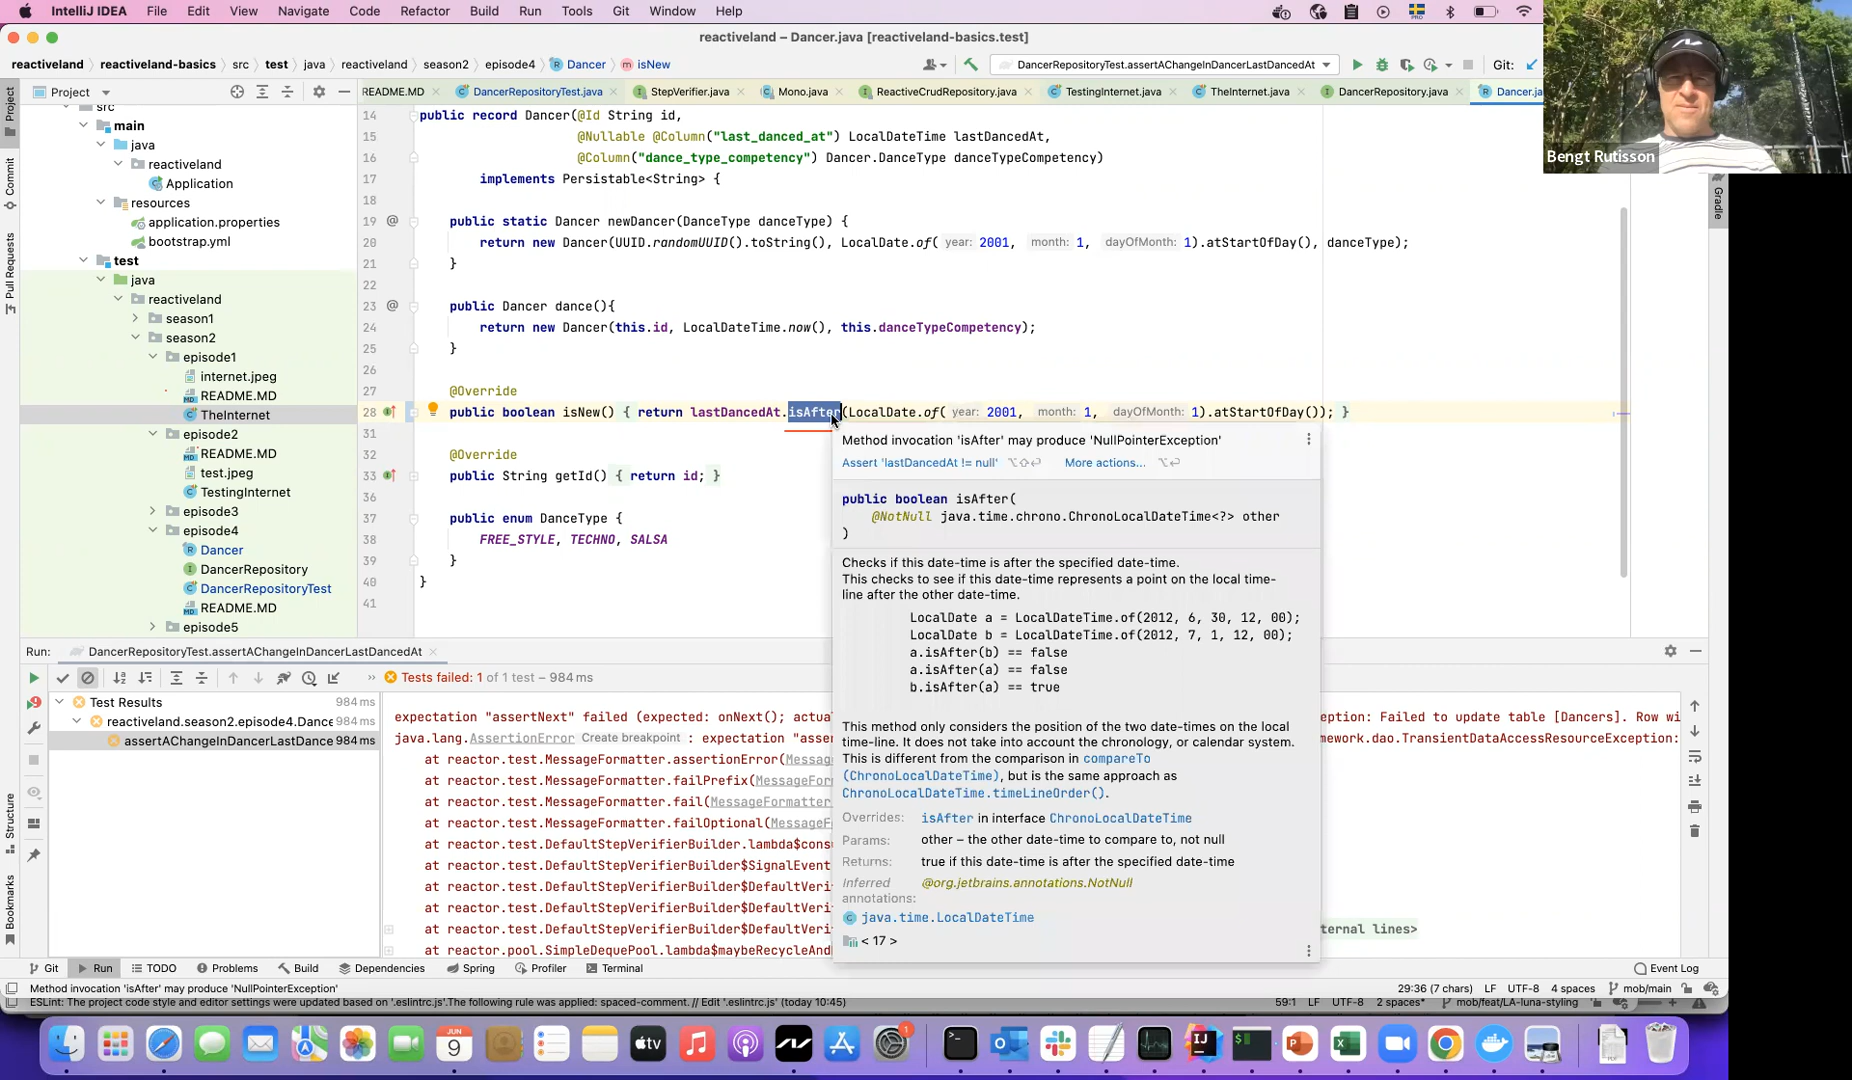 IntelliJ IDEA File Edit View Navigate Code Refactor Build Run Tools Git Window Help
reactiveland – Dancer.java [reactiveland-basics.test]
reactiveland reactiveland-basics src test java reactiveland season2 episode4 Dancer isNew DancerRepositoryTest.assertAChangeInDancerLastDancedAt Git:
Bengt Rutisson
Project
README.MD DancerRepositoryTest.java StepVerifier.java Mono.java ReactiveCrudRepository.java TestingInternet.java TheInternet.java DancerRepository.java Dancer.ja
Project
Commit
Pull Requests
Structure
Bookmarks
Gradle
src
main
java
reactiveland
Application
resources
application.properties
bootstrap.yml
test
java
reactiveland
season1
season2
episode1
internet.jpeg
README.MD
TheInternet
episode2
README.MD
test.jpeg
TestingInternet
episode3
episode4
Dancer
DancerRepository
DancerRepositoryTest
README.MD
episode5
14 public record Dancer(@Id String id,
15 @Nullable @Column("last_danced_at") LocalDateTime lastDancedAt,
16 @Column("dance_type_competency") Dancer.DanceType danceTypeCompetency)
17 implements Persistable<String> {
18
19 @ public static Dancer newDancer(DanceType danceType) {
20 return new Dancer(UUID.randomUUID().toString(), LocalDate.of( year: 2001, month: 1, dayOfMonth: 1).atStartOfDay(), danceType);
21 }
22
23 @ public Dancer dance(){
24 return new Dancer(this.id, LocalDateTime.now(), this.danceTypeCompetency);
25 }
26
27 @Override
28 public boolean isNew() { return lastDancedAt.isAfter(LocalDate.of( year: 2001, month: 1, dayOfMonth: 1).atStartOfDay()); }
31
32 @Override
33 public String getId() { return id; }
36
37 public enum DanceType {
38 FREE_STYLE, TECHNO, SALSA
39 }
40 }
41
Method invocation 'isAfter' may produce 'NullPointerException'
Assert 'lastDancedAt != null' ⌥⇧⏎ More actions... ⌥⏎
public boolean isAfter(
@NotNull java.time.chrono.ChronoLocalDateTime<?> other
)
Checks if this date-time is after the specified date-time.
This checks to see if this date-time represents a point on the local time-
line after the other date-time.
LocalDate a = LocalDateTime.of(2012, 6, 30, 12, 00);
LocalDate b = LocalDateTime.of(2012, 7, 1, 12, 00);
a.isAfter(b) == false
a.isAfter(a) == false
b.isAfter(a) == true
This method only considers the position of the two date-times on the local
time-line. It does not take into account the chronology, or calendar system.
This is different from the comparison in compareTo
(ChronoLocalDateTime), but is the same approach as
ChronoLocalDateTime.timeLineOrder().
Overrides: isAfter in interface ChronoLocalDateTime
Params: other – the other date-time to compare to, not null
Returns: true if this date-time is after the specified date-time
Inferred @org.jetbrains.annotations.NotNull
annotations:
java.time.LocalDateTime
< 17 >
Run: DancerRepositoryTest.assertAChangeInDancerLastDancedAt
Tests failed: 1 of 1 test – 984 ms
Test Results 984 ms
reactiveland.season2.episode4.Dance 984 ms
assertAChangeInDancerLastDance 984 ms
expectation "assertNext" failed (expected: onNext(); actua ption: Failed to update table [Dancers]. Row wi
java.lang.AssertionError Create breakpoint : expectation "asse mework.dao.TransientDataAccessResourceException:
at reactor.test.MessageFormatter.assertionError(Message
at reactor.test.MessageFormatter.failPrefix(MessageForm
at reactor.test.MessageFormatter.fail(MessageFormatter
at reactor.test.MessageFormatter.failOptional(MessageFo
at reactor.test.DefaultStepVerifierBuilder.lambda$consu
at reactor.test.DefaultStepVerifierBuilder$SignalEvent
at reactor.test.DefaultStepVerifierBuilder$DefaultVeri
at reactor.test.DefaultStepVerifierBuilder$DefaultVeri
at reactor.test.DefaultStepVerifierBuilder$DefaultVeri
at reactor.pool.SimpleDequePool.lambda$maybeRecycleAnd
ternal lines>
Git Run TODO Problems Build Dependencies Spring Profiler Terminal Event Log
Method invocation 'isAfter' may produce 'NullPointerException' 29:36 (7 chars) LF UTF-8 4 spaces mob/main
ESLint: The project code style and editor settings were updated based on '.eslintrc.js'.The following rule was applied: spaced-comment. // Edit '.eslintrc.js' (today 10:45) 59:1 LF UTF-8 2 spaces* mob/feat/LA-luna-styling
JUN
9
tv
1